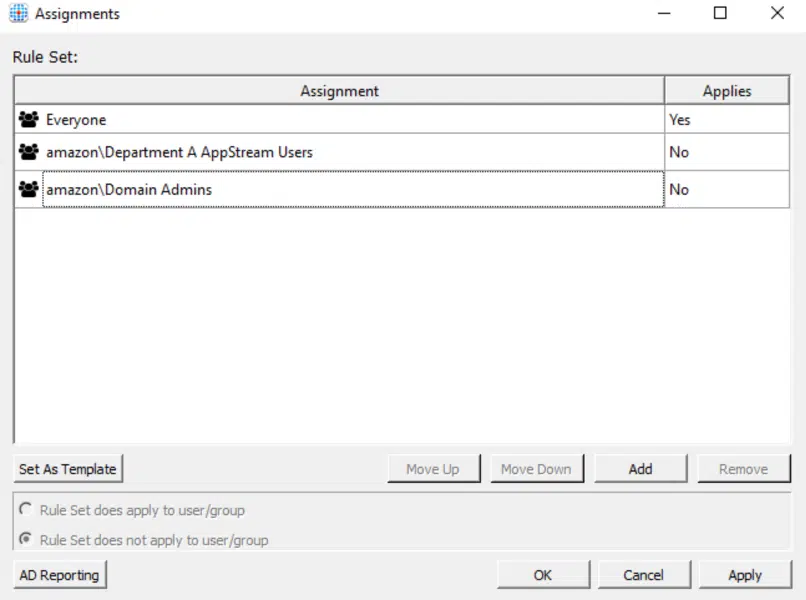 Assignments
Rule Set:
Assignment Applies
Everyone Yes
amazon\Department A AppStream Users No
amazon\Domain Admins No
Set As Template Move Up Move Down Add Remove
Rule Set does apply to user/group
Rule Set does not apply to user/group
AD Reporting OK Cancel Apply